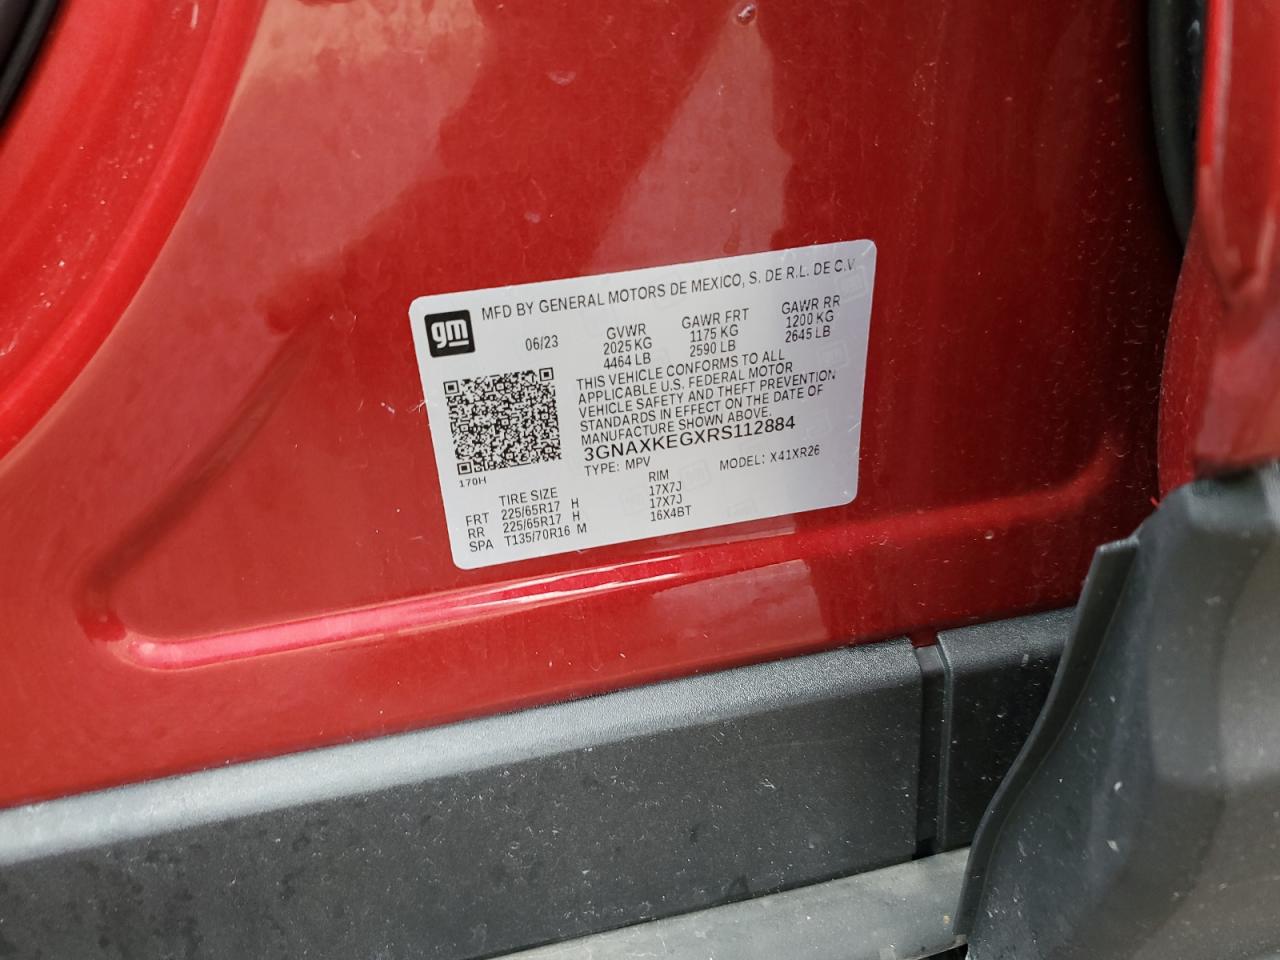 gm
MFD BY GENERAL MOTORS DE MEXICO, S. DE R.L. DE C.V.
06/23
GVWR
2025 KG
4464 LB
GAWR FRT
1175 KG
2590 LB
GAWR RR
1200 KG
2645 LB
THIS VEHICLE CONFORMS TO ALL
APPLICABLE U.S. FEDERAL MOTOR
VEHICLE SAFETY AND THEFT PREVENTION
STANDARDS IN EFFECT ON THE DATE OF
MANUFACTURE SHOWN ABOVE.
3GNAXKEGXRS112884
TYPE: MPV MODEL: X41XR26
170H
TIRE SIZE RIM
FRT 225/65R17 H 17X7J
RR 225/65R17 H 17X7J
SPA T135/70R16 M 16X4BT